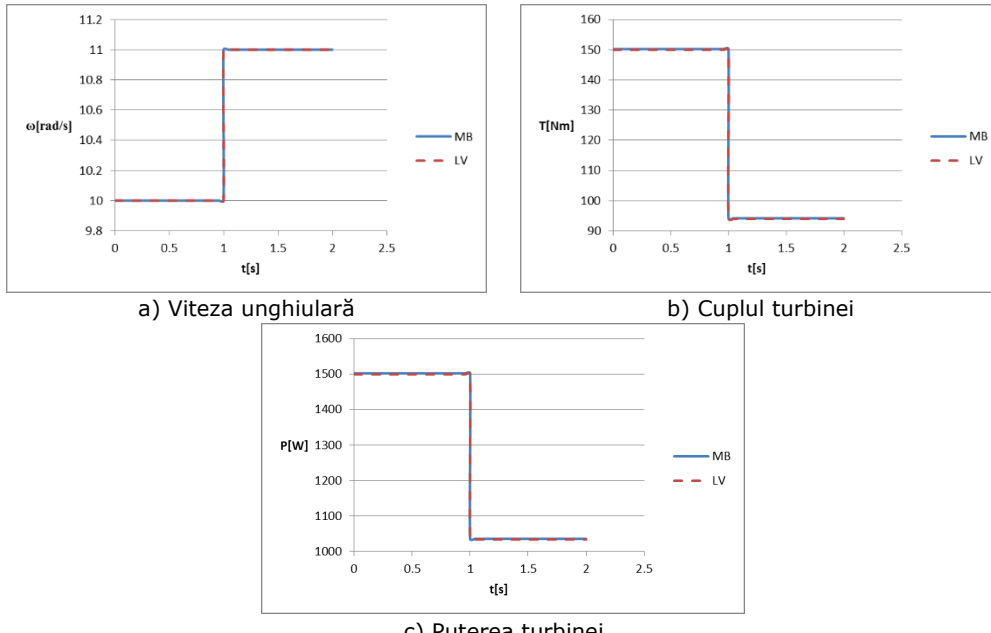 11.2
11
10.8
10.6
10.4
10.2
10
9.8
ω[rad/s]
0 0.5 1 1.5 2 2.5
t[s]
MB
LV
a) Viteza unghiulară
160
150
140
130
120
110
100
90
T[Nm]
0 0.5 1 1.5 2 2.5
t[s]
MB
LV
b) Cuplul turbinei
1600
1500
1400
1300
1200
1100
1000
P[W]
0 0.5 1 1.5 2 2.5
t[s]
MB
LV
c) Puterea turbinei